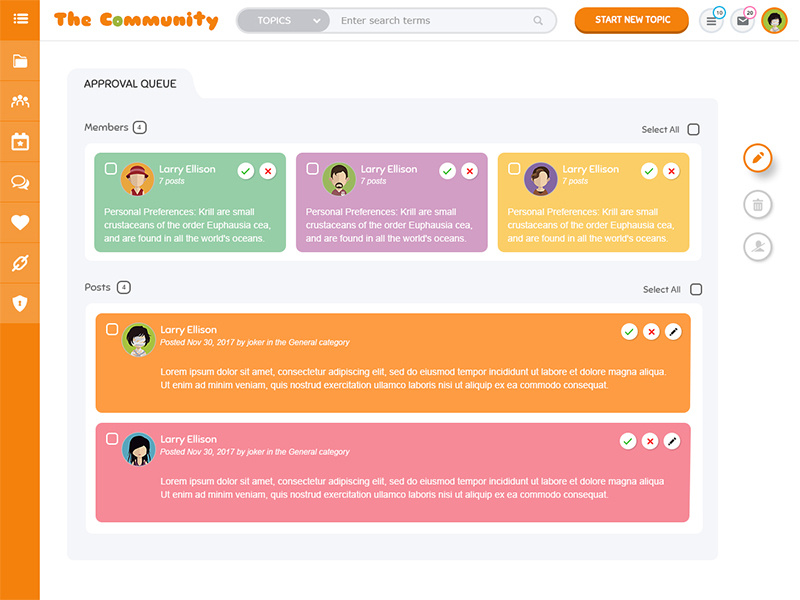 The Community
TOPICS
Enter search terms
START NEW TOPIC
10
20
APPROVAL QUEUE
Members 4
Select All
Larry Ellison
7 posts
Personal Preferences: Krill are small
crustaceans of the order Euphausia cea,
and are found in all the world's oceans.
Larry Ellison
7 posts
Personal Preferences: Krill are small
crustaceans of the order Euphausia cea,
and are found in all the world's oceans.
Larry Ellison
7 posts
Personal Preferences: Krill are small
crustaceans of the order Euphausia cea,
and are found in all the world's oceans.
Posts 4
Select All
Larry Ellison
Posted Nov 30, 2017 by joker in the General category
Lorem ipsum dolor sit amet, consectetur adipiscing elit, sed do eiusmod tempor incididunt ut labore et dolore magna aliqua.
Ut enim ad minim veniam, quis nostrud exercitation ullamco laboris nisi ut aliquip ex ea commodo consequat.
Larry Ellison
Posted Nov 30, 2017 by joker in the General category
Lorem ipsum dolor sit amet, consectetur adipiscing elit, sed do eiusmod tempor incididunt ut labore et dolore magna aliqua
Ut enim ad minim veniam, quis nostrud exercitation ullamco laboris nisi ut aliquip ex ea commodo consequat.